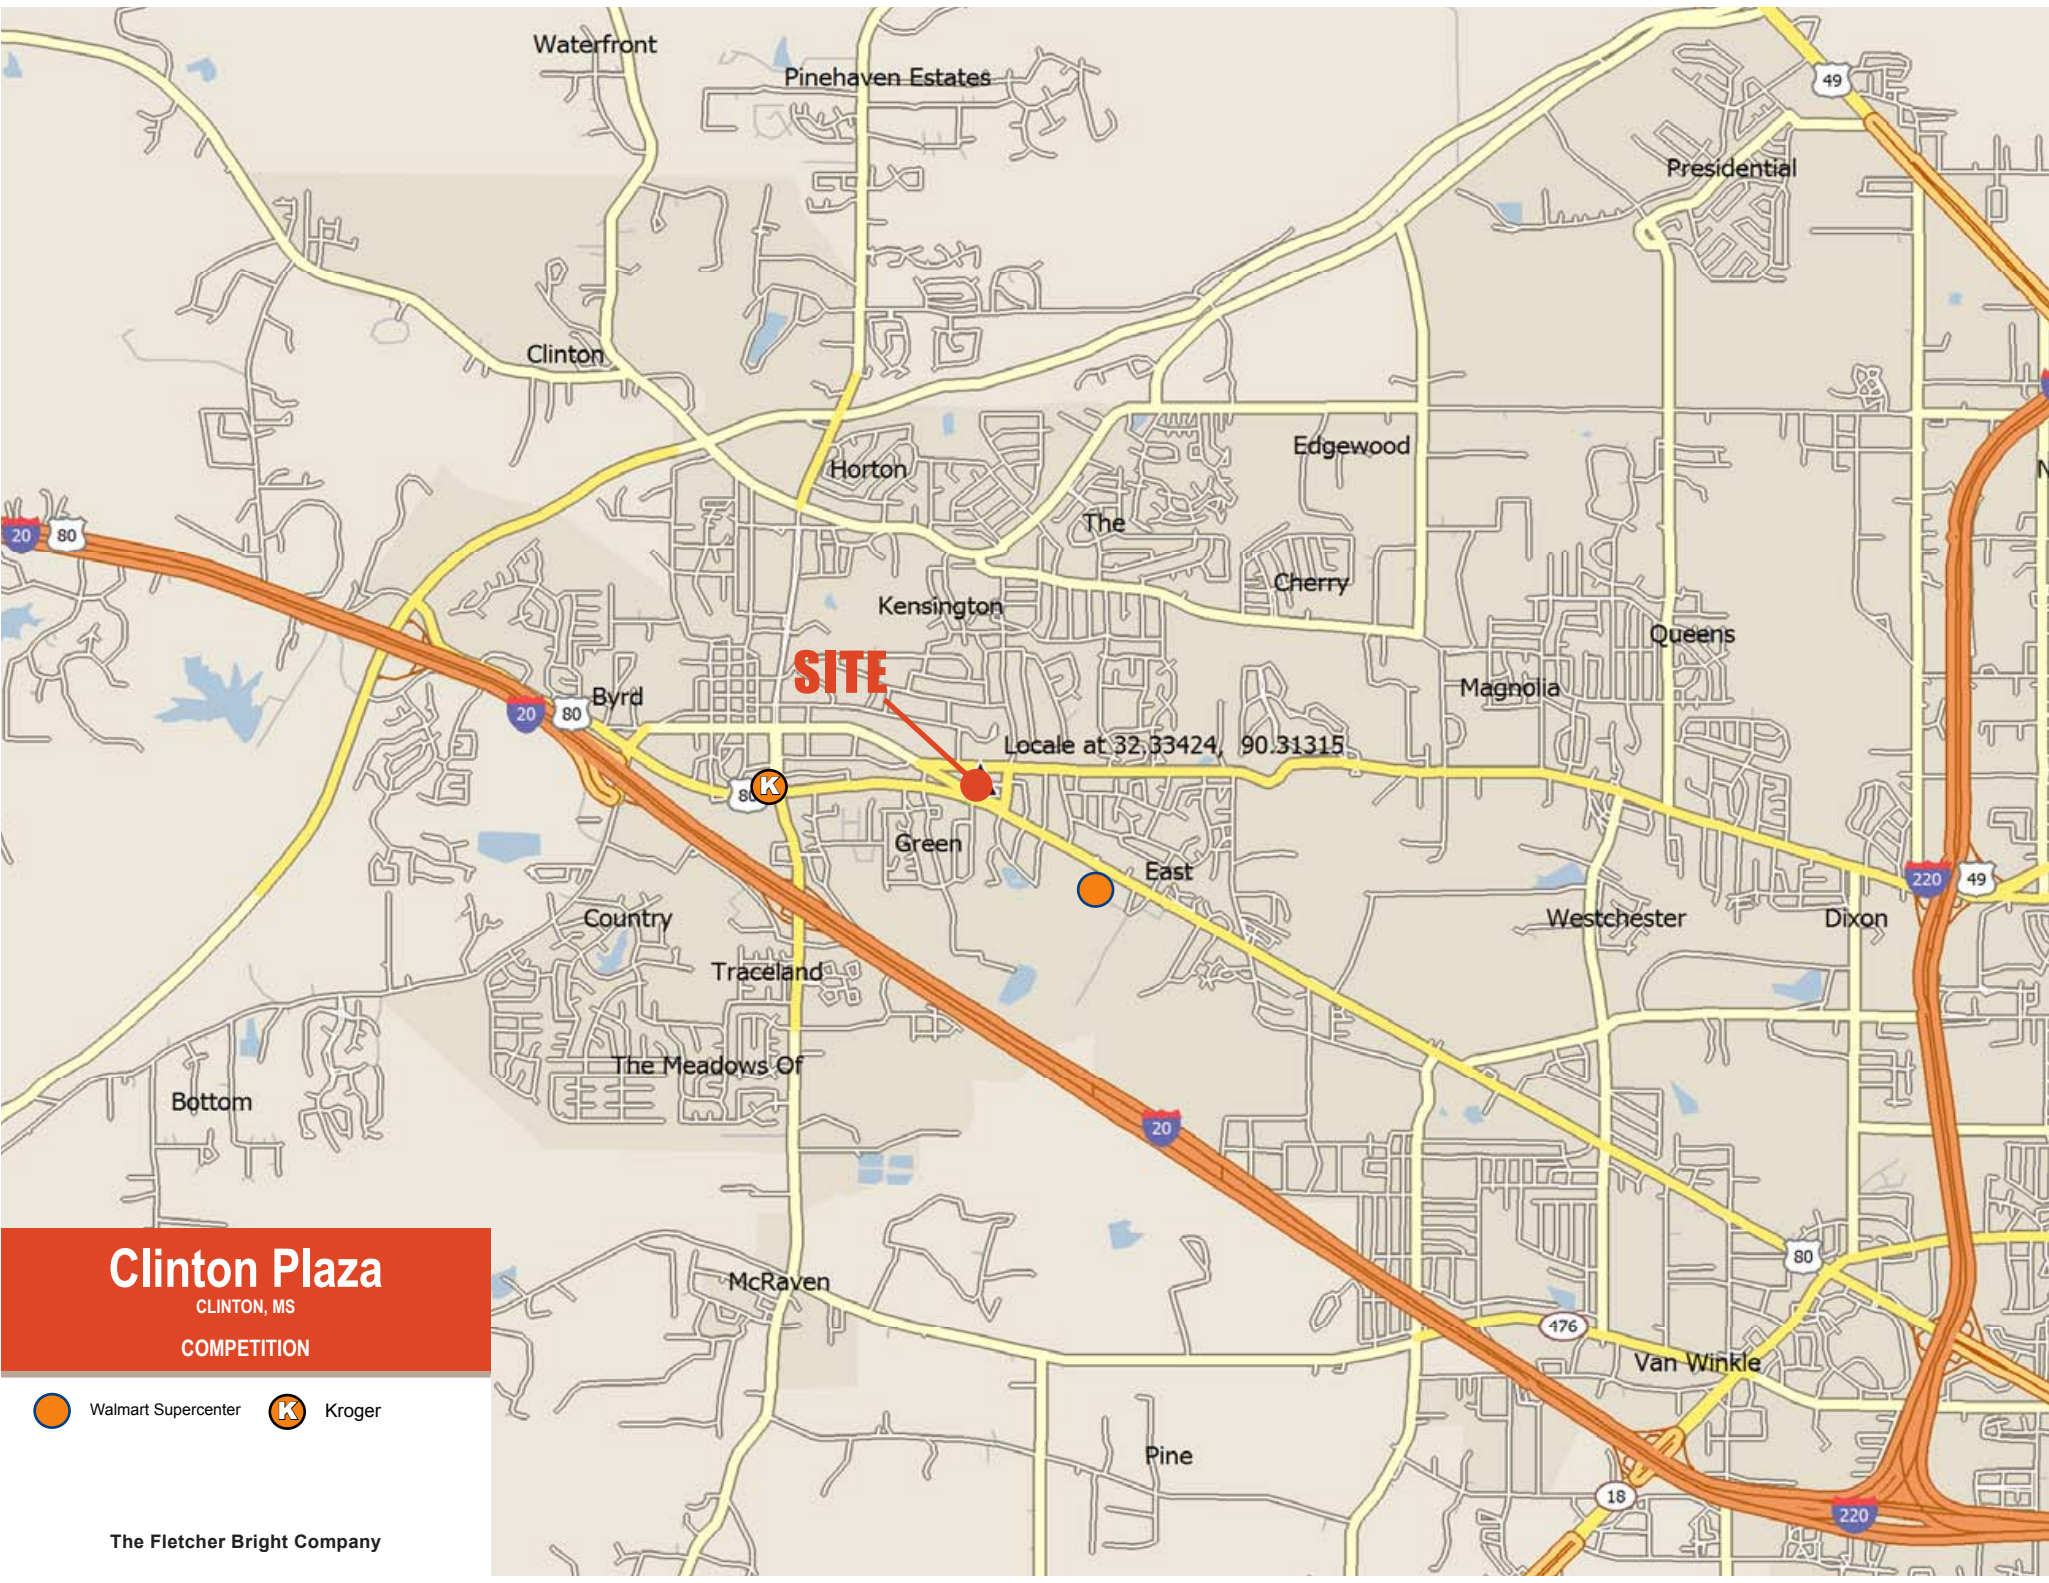 Waterfront
Pinehaven Estates
49
Presidential
Clinton
Edgewood
Horton
The
20
80
Cherry
Kensington
Queens
SITE
Byrd
Magnolia
20
80
Locale at 32.33424, 90.31315
80
K
Green
East
220
49
Country
Westchester
Dixon
Traceland
The Meadows Of
Bottom
20
80
Clinton Plaza
CLINTON, MS
COMPETITION
McRaven
476
Van Winkle
Walmart Supercenter
K
Kroger
Pine
18
220
The Fletcher Bright Company